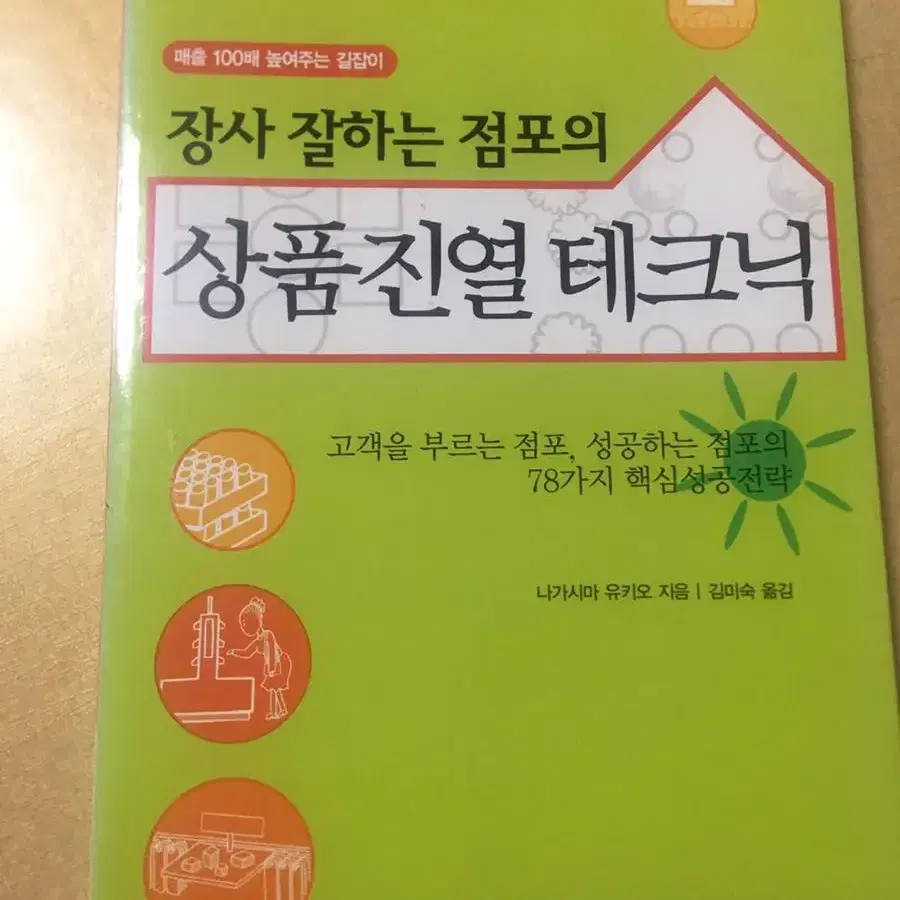 매출 100배 높여주는 길잡이
장사 잘하는 점포의
상품진열 테크닉
고객을 부르는 점포, 성공하는 점포의
78가지 핵심성공전략
나가시마 유키오 지음 | 김미숙 옮김